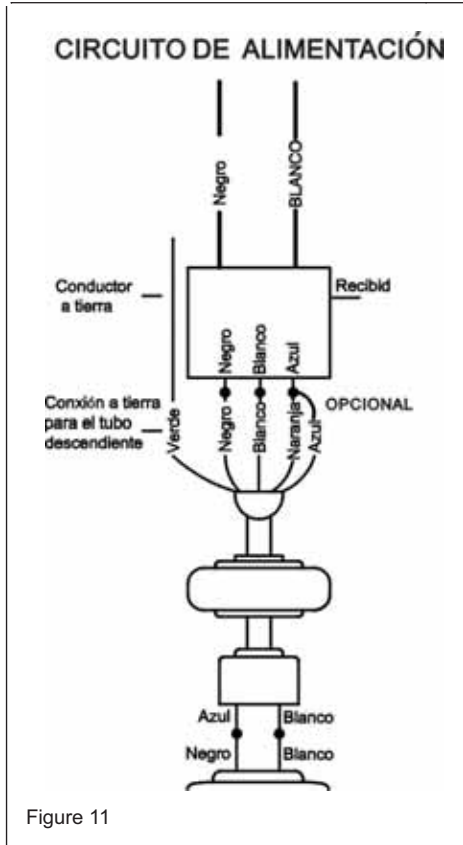 CIRCUITO DE ALIMENTACIÓN
Negro
BLANCO
Conductor
a tierra
Recibid
Negro
Blanco
Azul
Conxión a tierra
para el tubo
descendiente
Verde
Negro
Blanco
Naranja
Azul
OPCIONAL
Azul
Blanco
Negro
Blanco
Figure 11